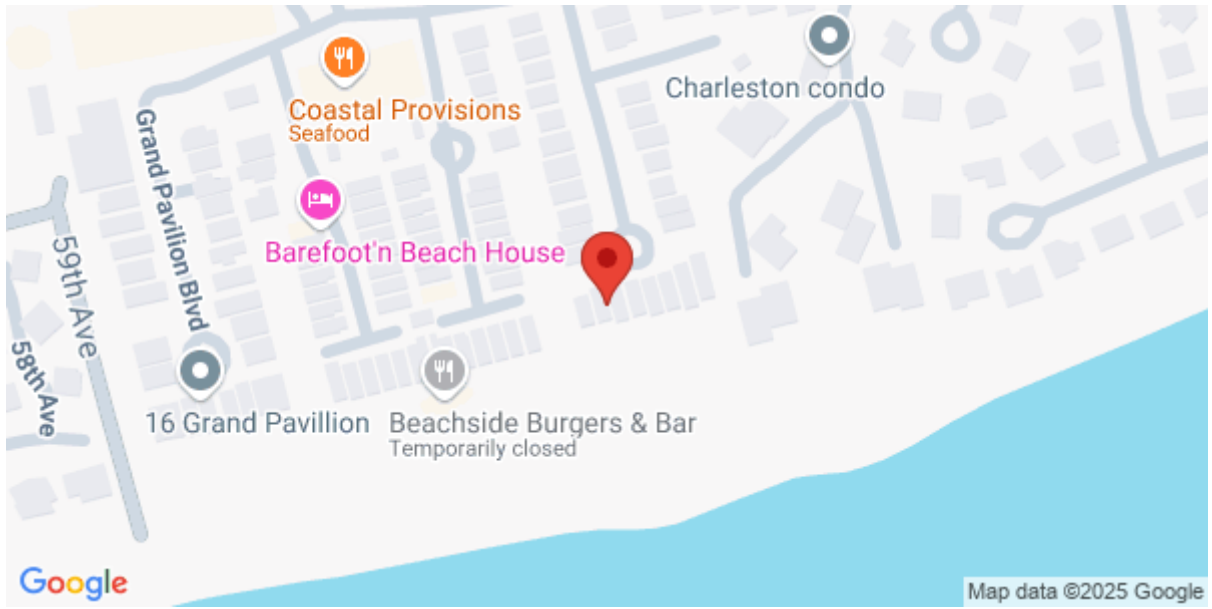 Charleston condo
Coastal Provisions
Seafood
Grand Pavilion Blvd
Barefoot'n Beach House
59th Ave
58th Ave
16 Grand Pavillion
Beachside Burgers & Bar
Temporarily closed
Google
Map data ©2025 Google